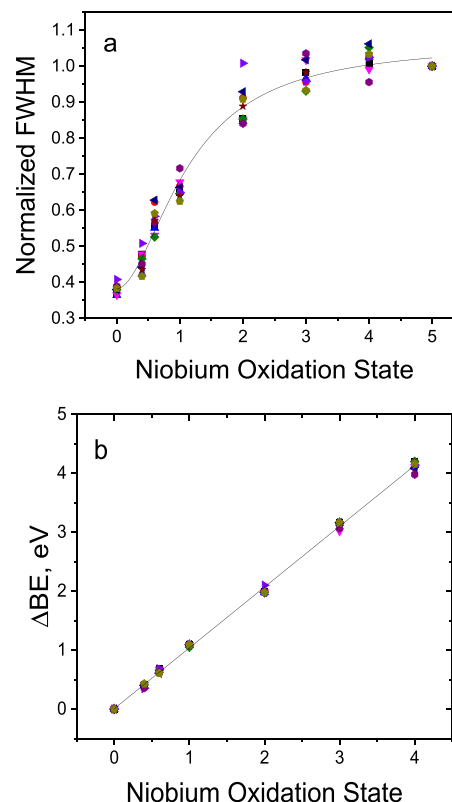 a
1.1
1.0
0.9
0.8
0.7
0.6
0.5
0.4
0.3
Normalized FWHM
0 1 2 3 4 5
Niobium Oxidation State
b
5
4
3
2
1
0
ΔBE, eV
0 1 2 3 4
Niobium Oxidation State